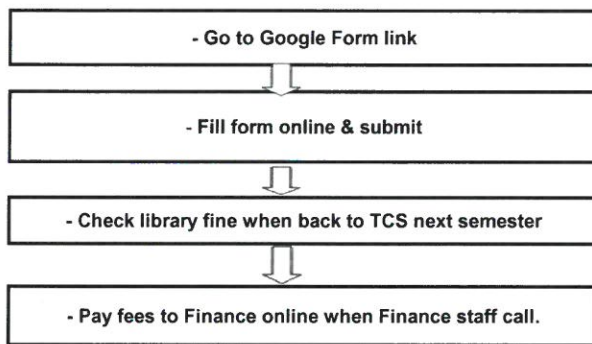 - Go to Google Form link
- Fill form online & submit
- Check library fine when back to TCS next semester
- Pay fees to Finance online when Finance staff call.